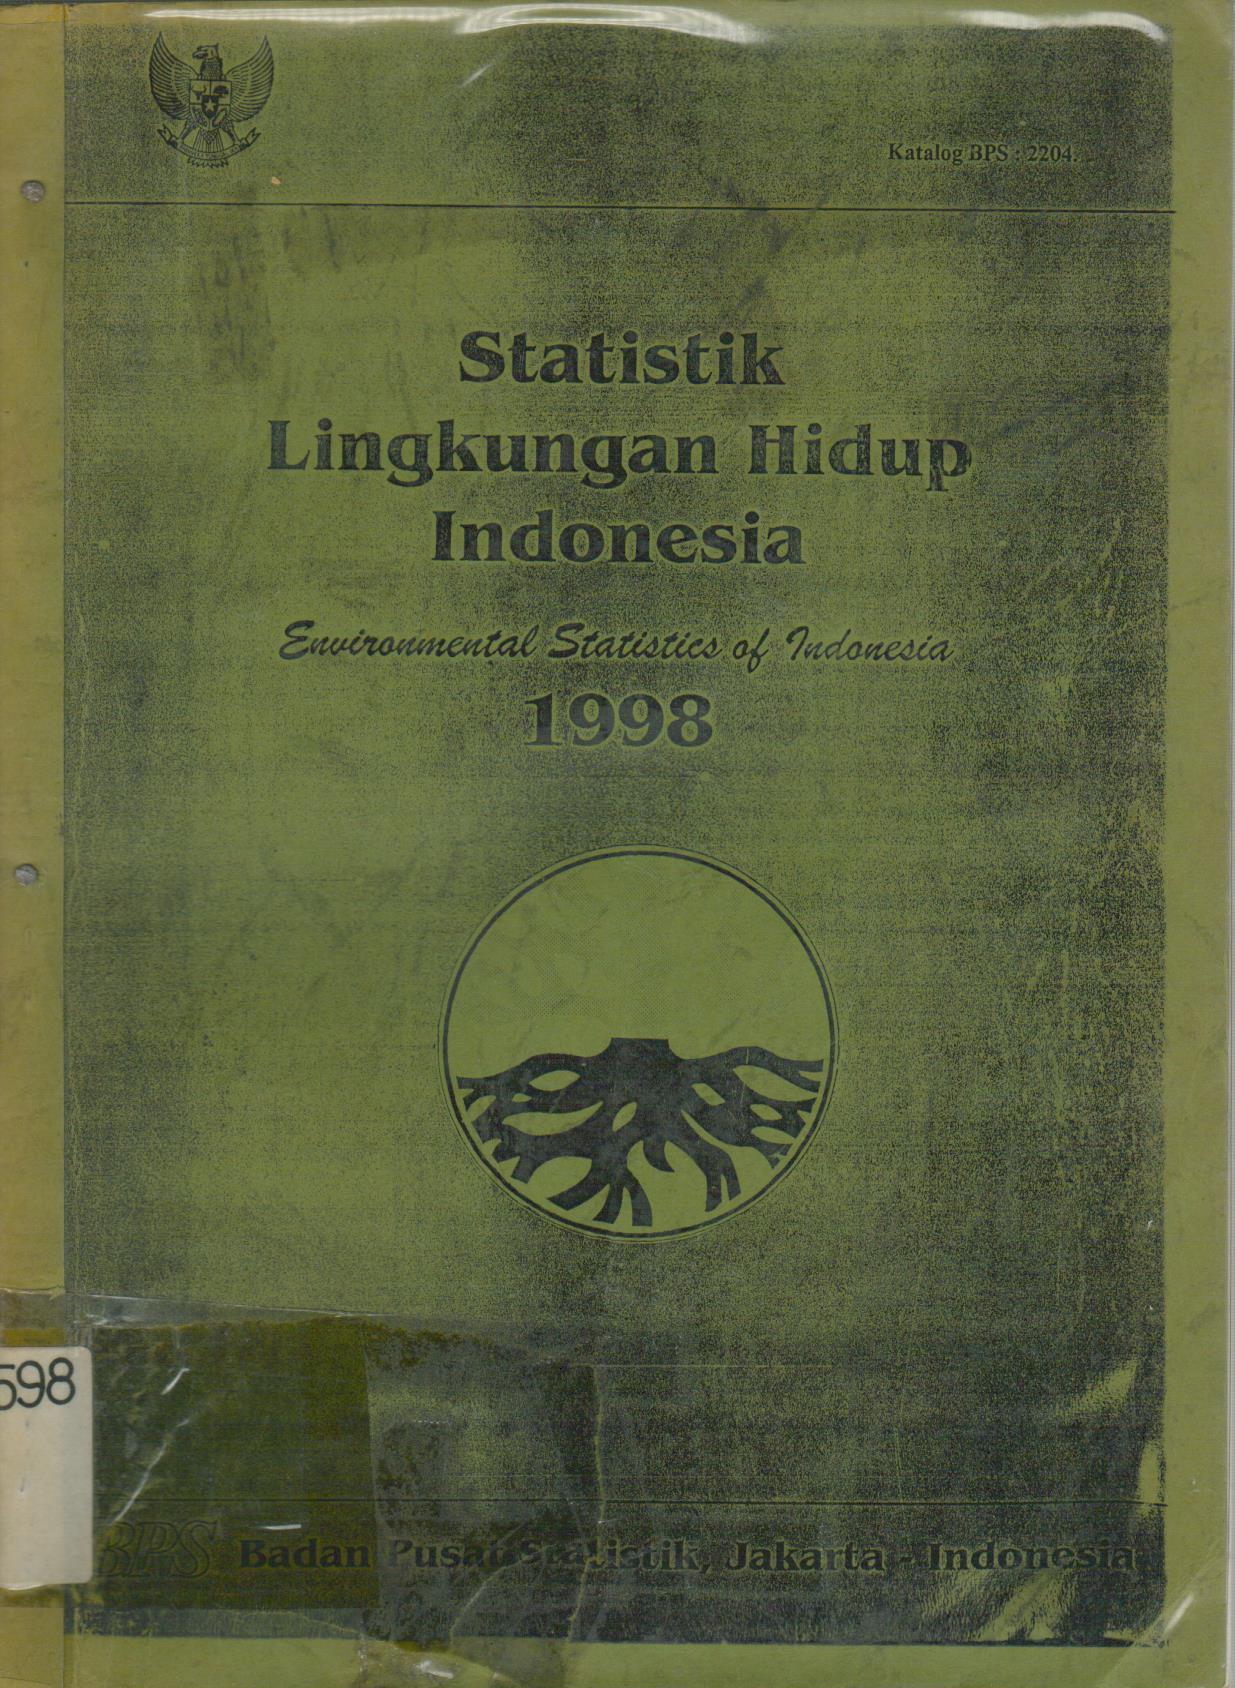 Katalog BPS : 2204.
Statistik
Lingkungan Hidup
Indonesia
Environmental Statistics of Indonesia
1998
598
BPS Badan Pusat Statistik, Jakarta - Indonesia